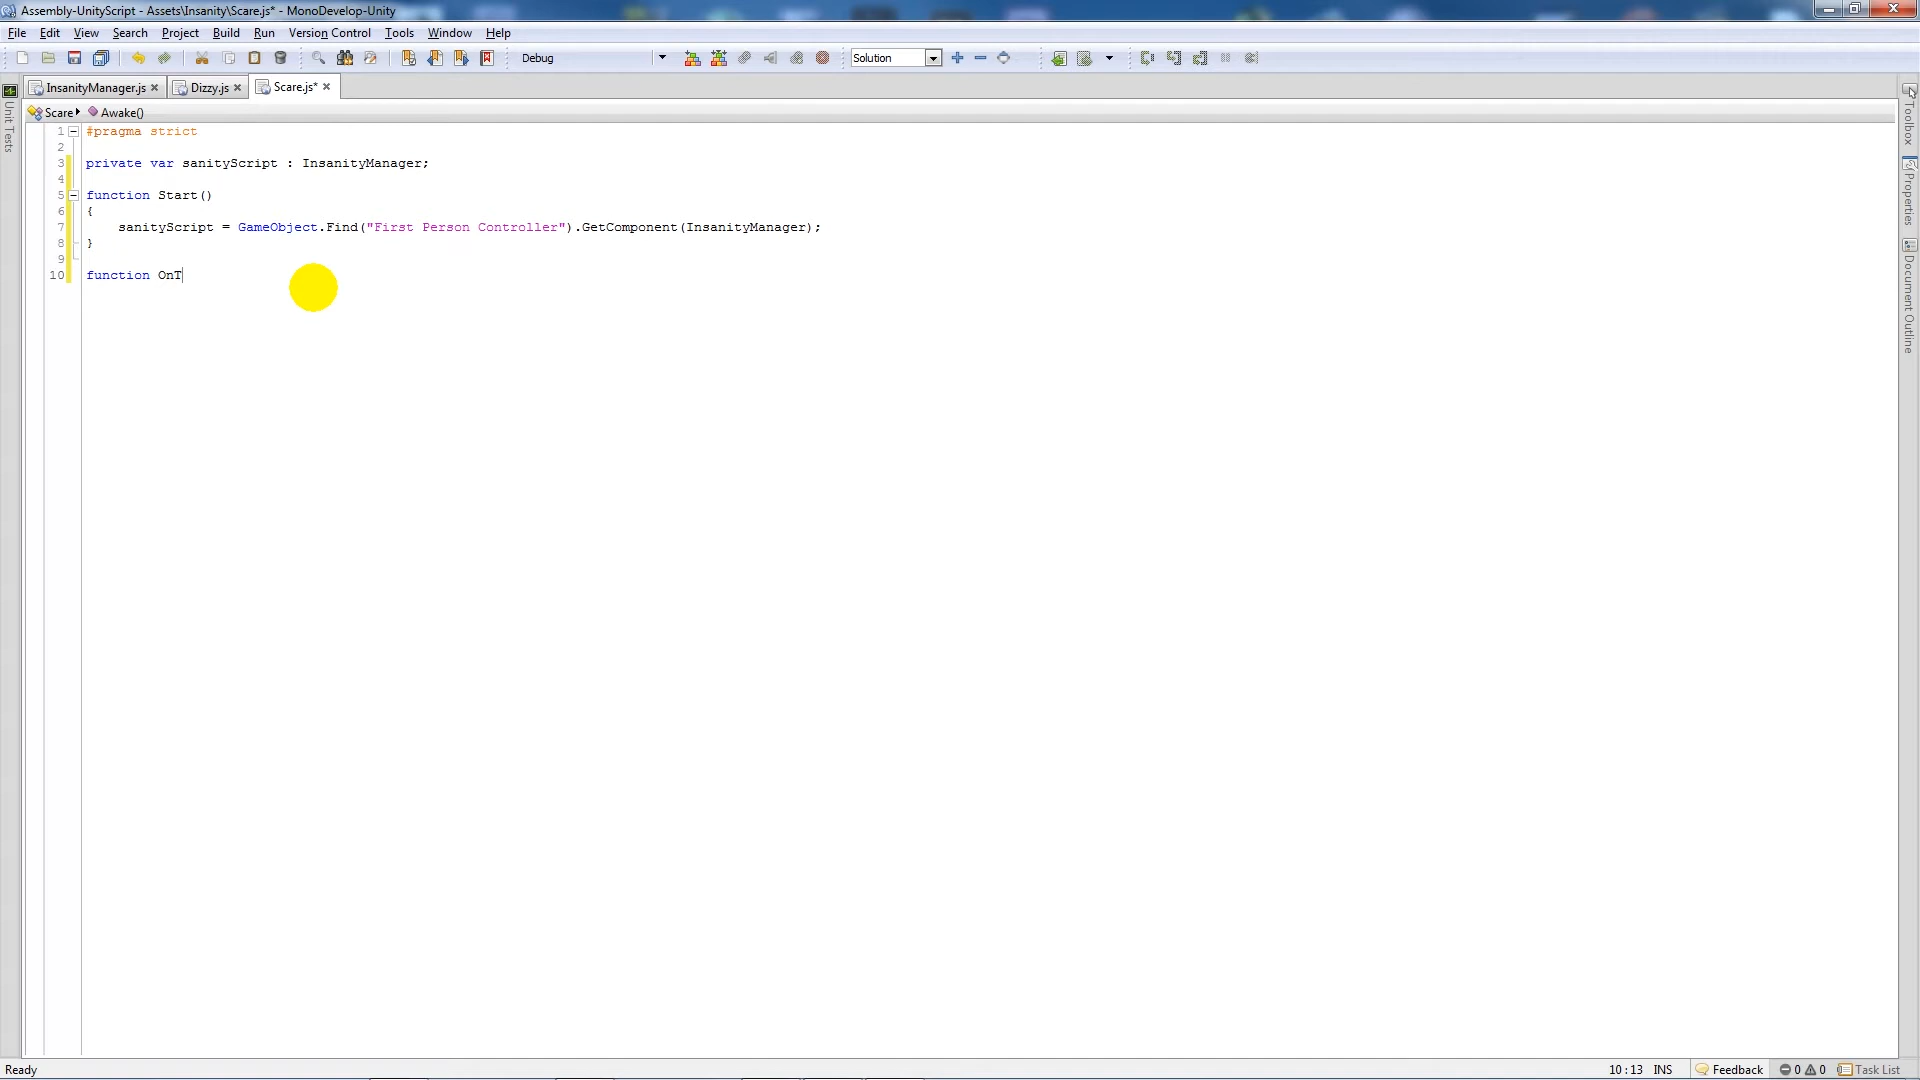 Assembly-UnityScript - Assets\Insanity\Scare.js* - MonoDevelop-Unity
File Edit View Search Project Build Run Version Control Tools Window Help
Debug Solution
InsanityManager.js Dizzy.js Scare.js*
Scare Awake()
1 #pragma strict
2
3 private var sanityScript : InsanityManager;
4
5 function Start()
6 {
7 sanityScript = GameObject.Find("First Person Controller").GetComponent(InsanityManager);
8 }
9
10 function OnT
Unit Tests
Toolbox
Properties
Document Outline
Ready 10 : 13 INS Feedback 0 0 Task List